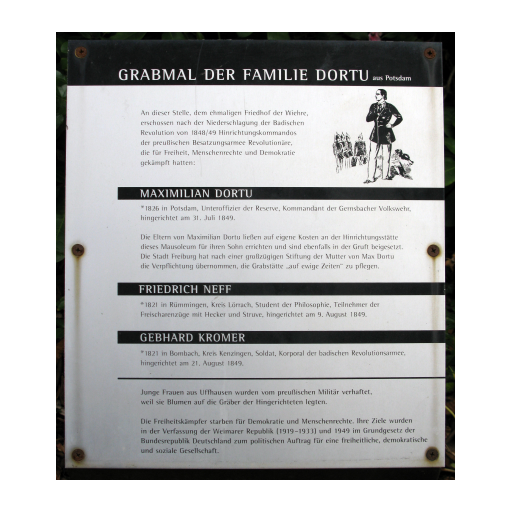 GRABMAL DER FAMILIE DORTU aus Potsdam
An dieser Stelle, dem ehemaligen Friedhof der Wiehre,
erschossen nach der Niederschlagung der Badischen
Revolution von 1848/49 Hinrichtungskommandos
der preußischen Besatzungsarmee Revolutionäre,
die für Freiheit, Menschenrechte und Demokratie
gekämpft hatten:
MAXIMILIAN DORTU
*1826 in Potsdam, Unteroffizier der Reserve, Kommandant der Gernsbacher Volkswehr,
hingerichtet am 31. Juli 1849.
Die Eltern von Maximilian Dortu ließen auf eigene Kosten an der Hinrichtungsstätte
dieses Mausoleum für ihren Sohn errichten und sind ebenfalls in der Gruft beigesetzt.
Die Stadt Freiburg hat nach einer großzügigen Stiftung der Mutter von Max Dortu
die Verpflichtung übernommen, die Grabstätte „auf ewige Zeiten" zu pflegen.
FRIEDRICH NEFF
*1821 in Rümmingen, Kreis Lörrach, Student der Philosophie, Teilnehmer der
Freischarenzüge mit Hecker und Struve, hingerichtet am 9. August 1849.
GEBHARD KROMER
*1821 in Bombach, Kreis Kenzingen, Soldat, Korporal der badischen Revolutionsarmee,
hingerichtet am 21. August 1849.
Junge Frauen aus Uffhausen wurden vom preußischen Militär verhaftet,
weil sie Blumen auf die Gräber der Hingerichteten legten.
Die Freiheitskämpfer starben für Demokratie und Menschenrechte. Ihre Ziele wurden
in der Verfassung der Weimarer Republik (1919–1933) und 1949 im Grundgesetz der
Bundesrepublik Deutschland zum politischen Auftrag für eine freiheitliche, demokratische
und soziale Gesellschaft.